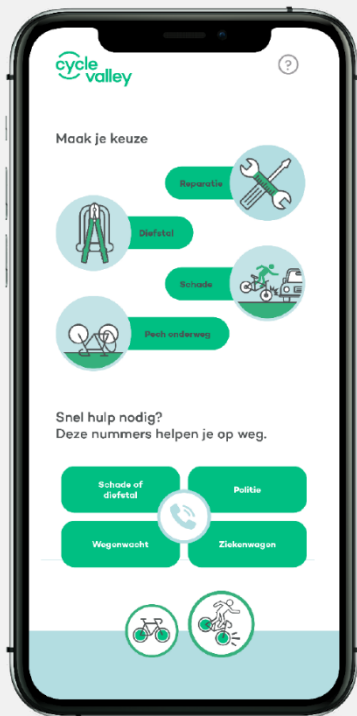 cycle
valley
?
Maak je keuze
Reparatie
Diefstal
Schade
Pech onderweg
Snel hulp nodig?
Deze nummers helpen je op weg.
Schade of
diefstal
Politie
Wegenwacht
Ziekenwagen